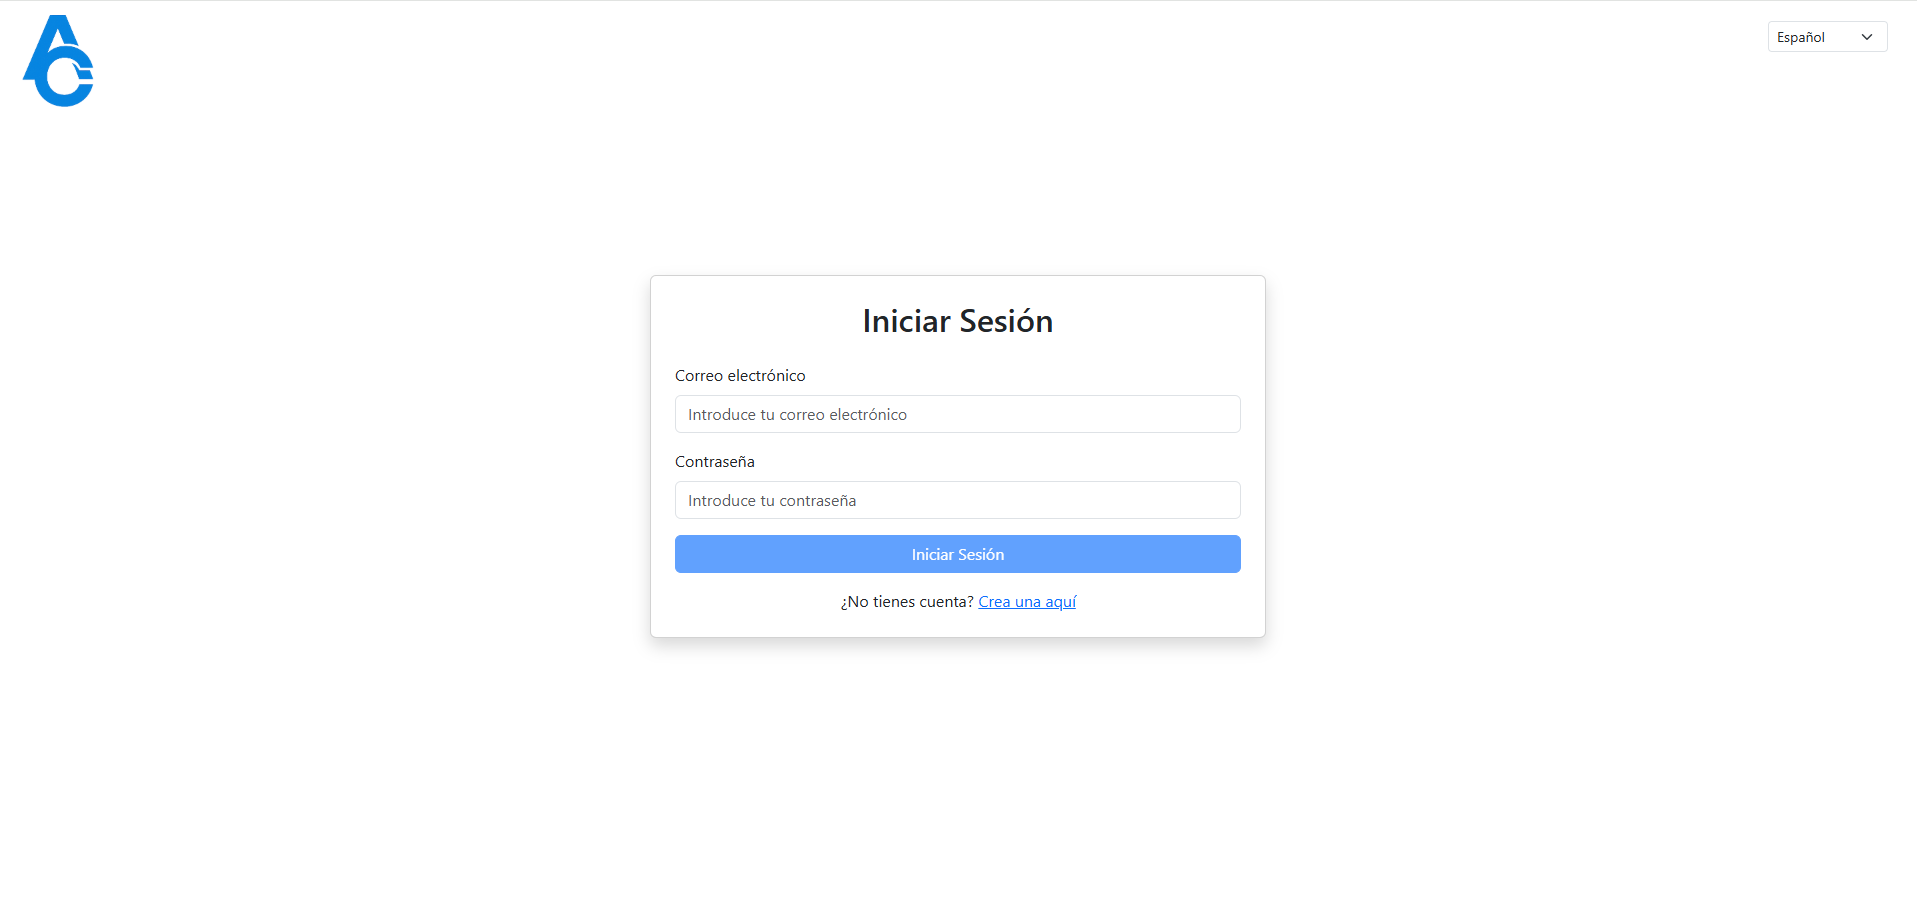 AC
Español
Iniciar Sesión
Correo electrónico
Introduce tu correo electrónico
Contraseña
Introduce tu contraseña
Iniciar Sesión
¿No tienes cuenta? Crea una aquí